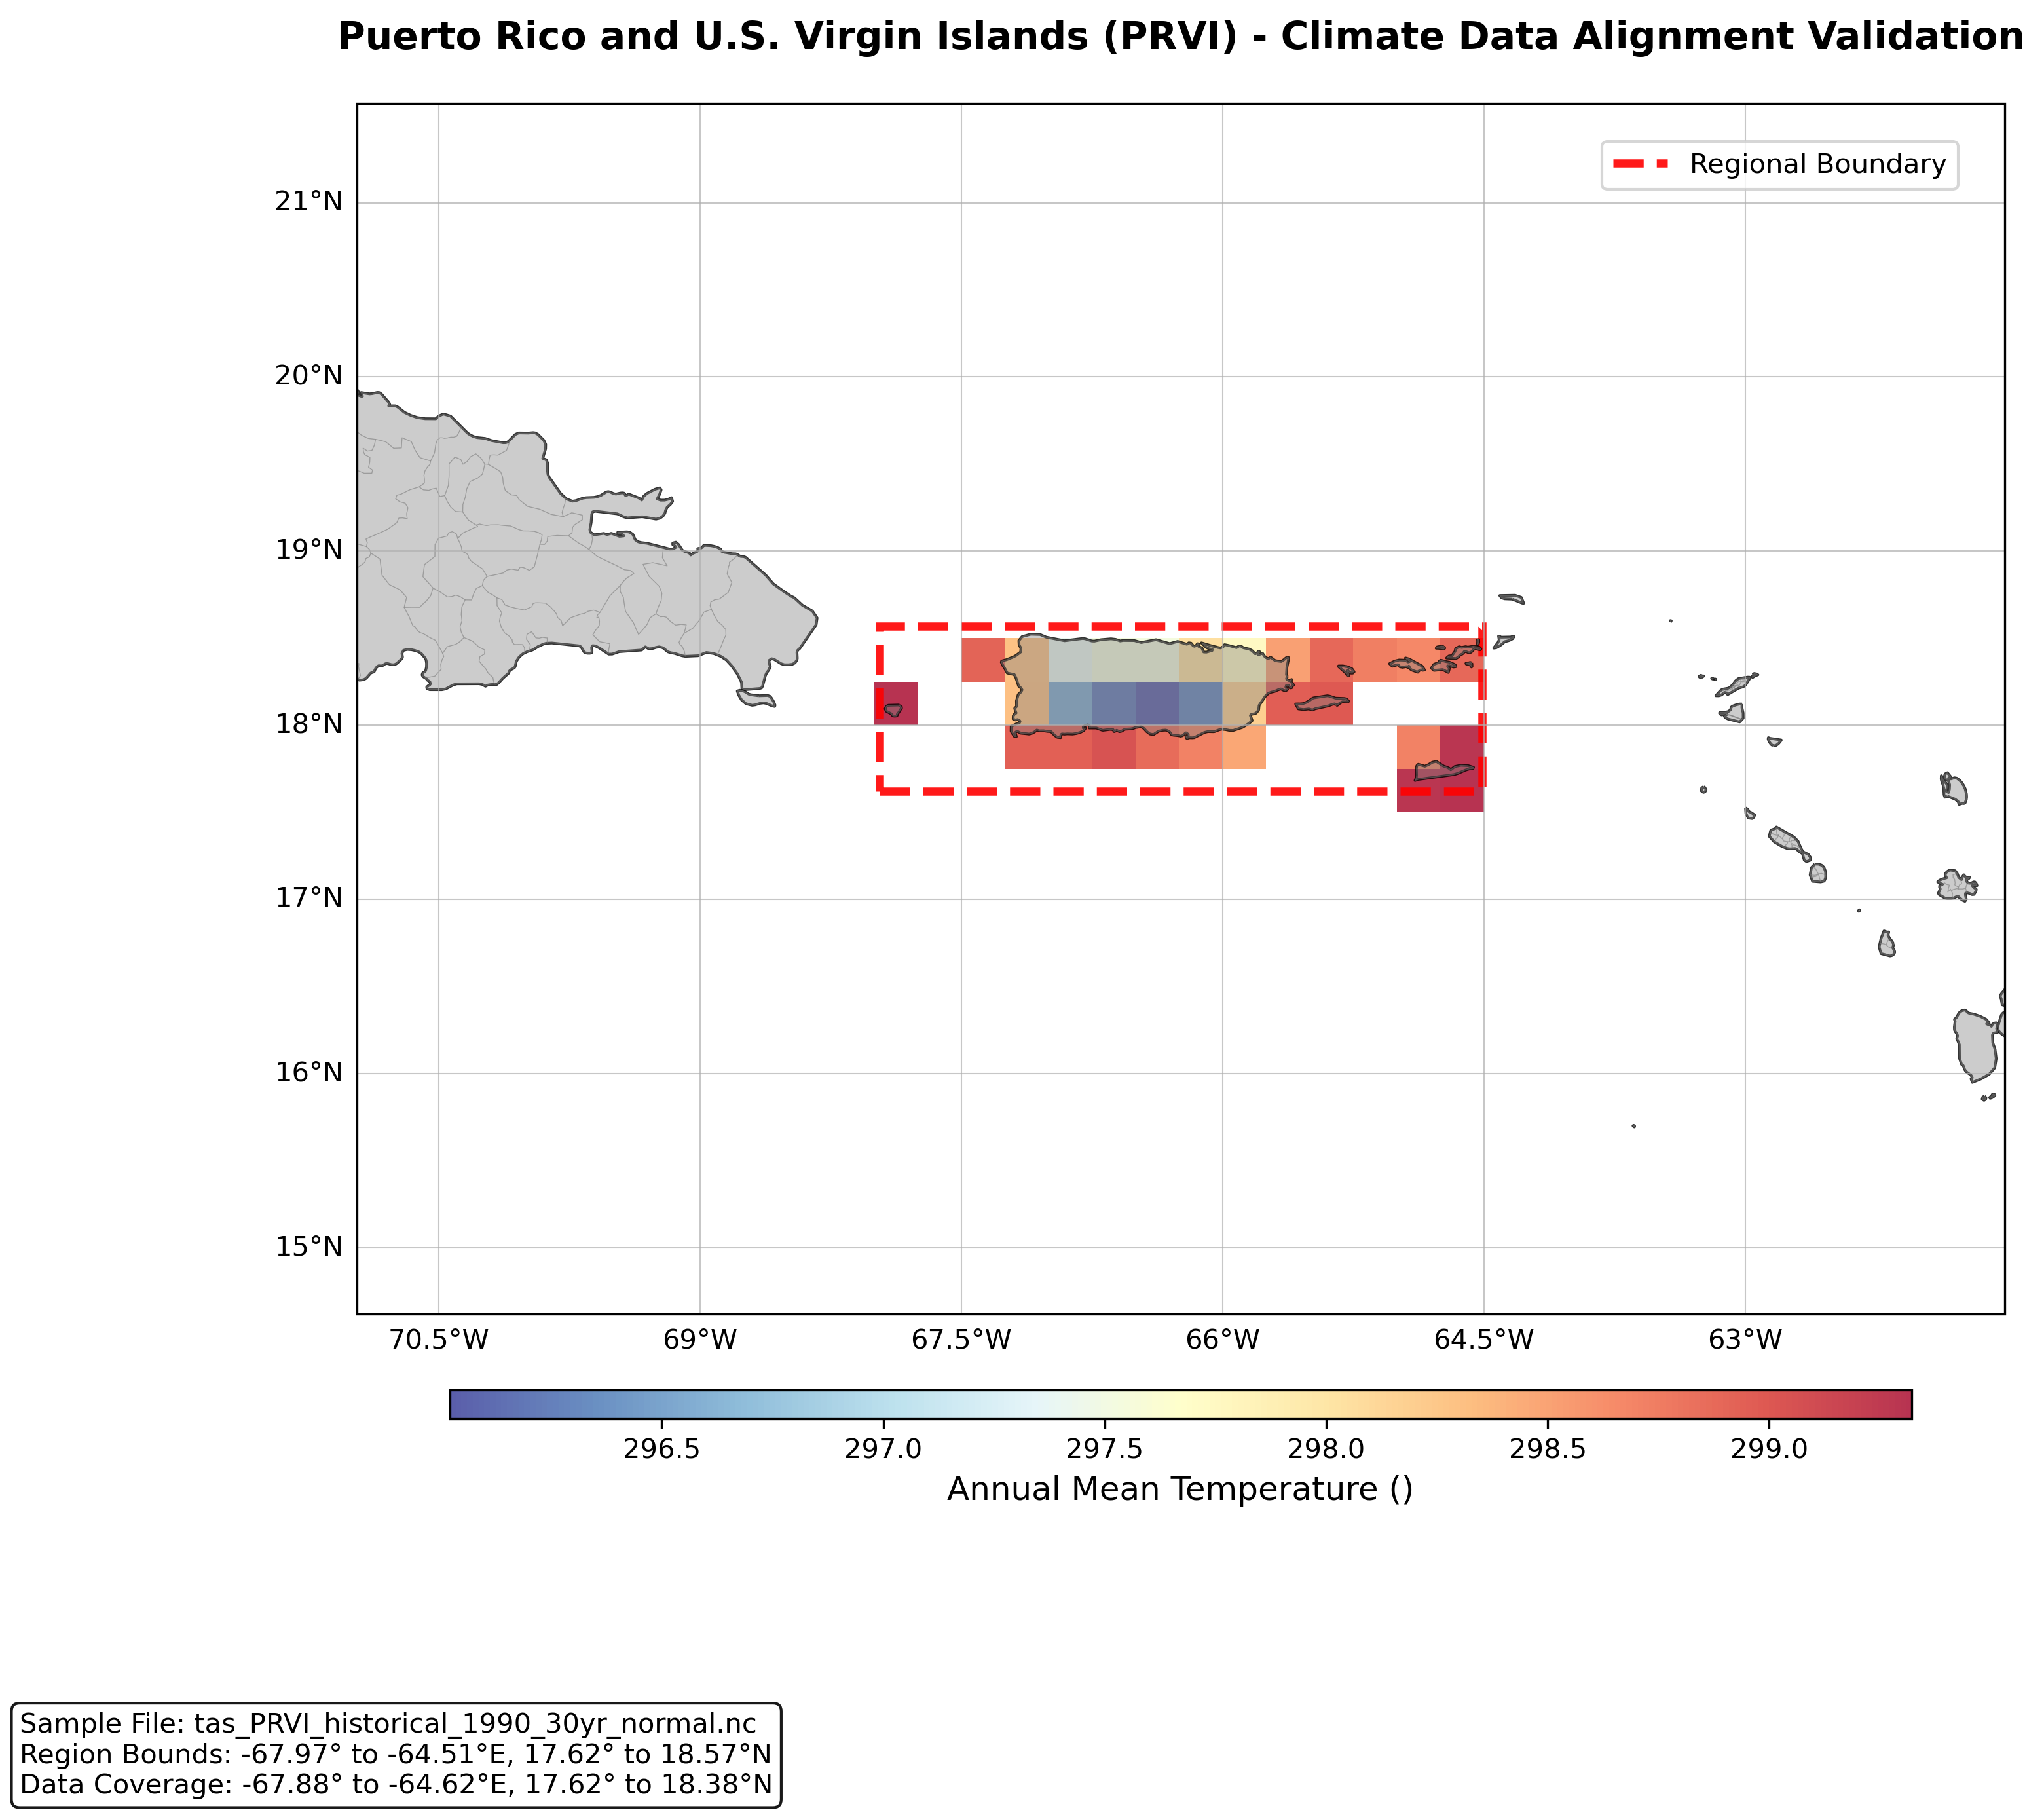 Puerto Rico and U.S. Virgin Islands (PRVI) - Climate Data Alignment Validation
Regional Boundary
21°N
20°N
19°N
18°N
17°N
16°N
15°N
70.5°W 69°W 67.5°W 66°W 64.5°W 63°W
296.5 297.0 297.5 298.0 298.5 299.0
Annual Mean Temperature ()
Sample File: tas_PRVI_historical_1990_30yr_normal.nc
Region Bounds: -67.97° to -64.51°E, 17.62° to 18.57°N
Data Coverage: -67.88° to -64.62°E, 17.62° to 18.38°N